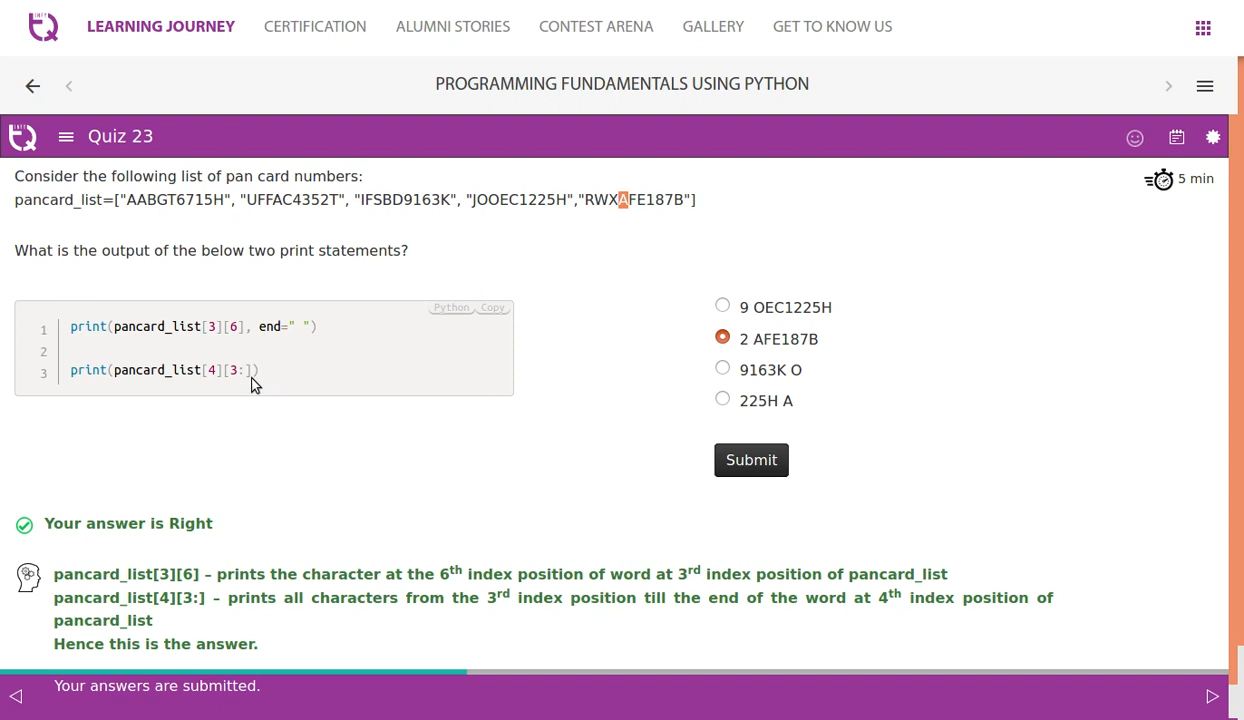 LEARNING JOURNEY CERTIFICATION ALUMNI STORIES CONTEST ARENA GALLERY GET TO KNOW US
PROGRAMMING FUNDAMENTALS USING PYTHON
Quiz 23
Consider the following list of pan card numbers:
5 min
pancard_list=["AABGT6715H", "UFFAC4352T", "IFSBD9163K", "JOOEC1225H","RWXAFE187B"]
What is the output of the below two print statements?
Python Copy
1 print(pancard_list[3][6], end=" ")
2
3 print(pancard_list[4][3:])
9 OEC1225H
2 AFE187B
9163K O
225H A
Submit
Your answer is Right
pancard_list[3][6] – prints the character at the 6th index position of word at 3rd index position of pancard_list
pancard_list[4][3:] – prints all characters from the 3rd index position till the end of the word at 4th index position of
pancard_list
Hence this is the answer.
Your answers are submitted.